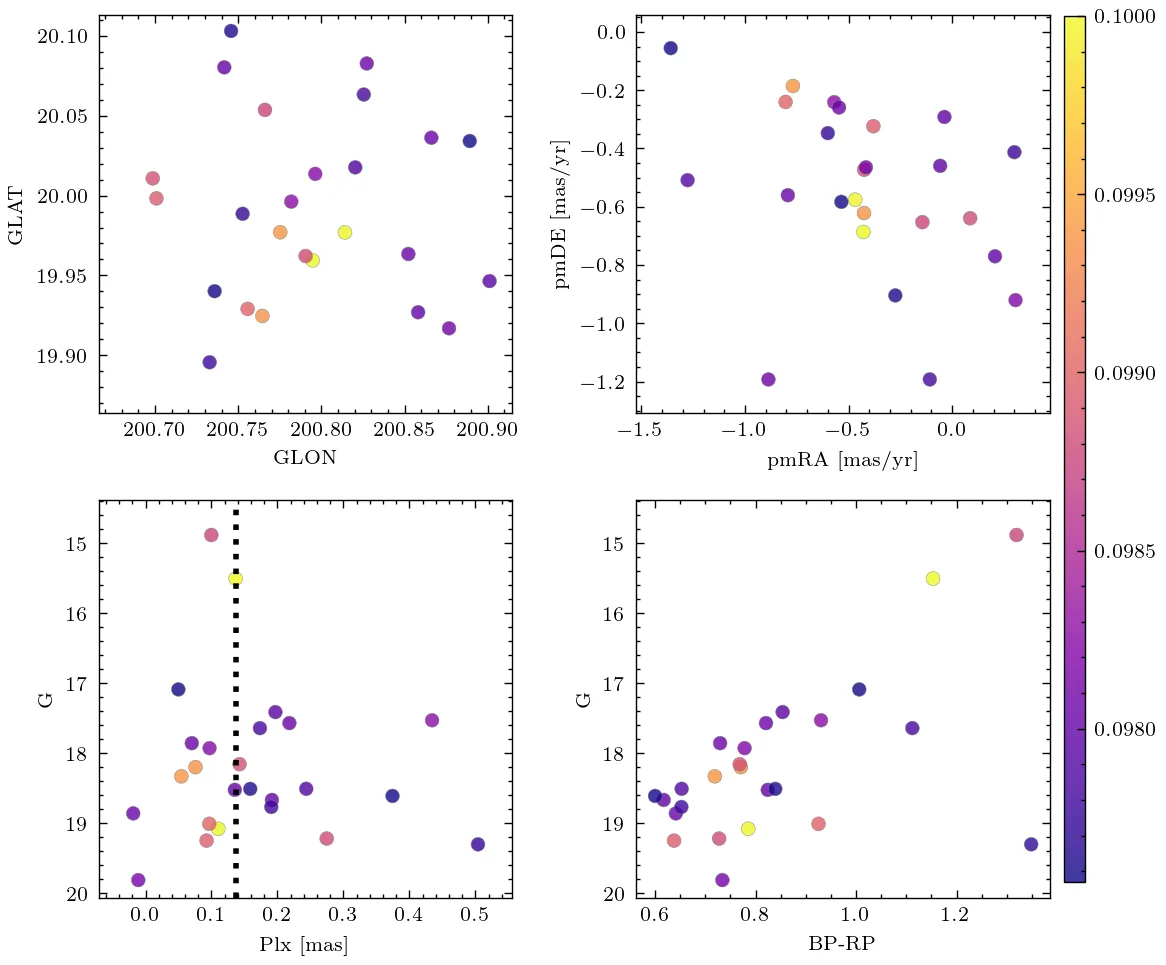 20.10
20.05
20.00
19.95
19.90
GLAT
200.70 200.75 200.80 200.85 200.90
GLON
0.0
−0.2
−0.4
−0.6
−0.8
−1.0
−1.2
pmDE [mas/yr]
−1.5 −1.0 −0.5 0.0
pmRA [mas/yr]
0.1000
0.0995
0.0990
0.0985
0.0980
15
16
17
18
19
20
G
0.0 0.1 0.2 0.3 0.4 0.5
Plx [mas]
15
16
17
18
19
20
G
0.6 0.8 1.0 1.2
BP-RP